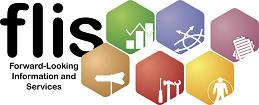 flis
Forward-Looking
Information and
Services